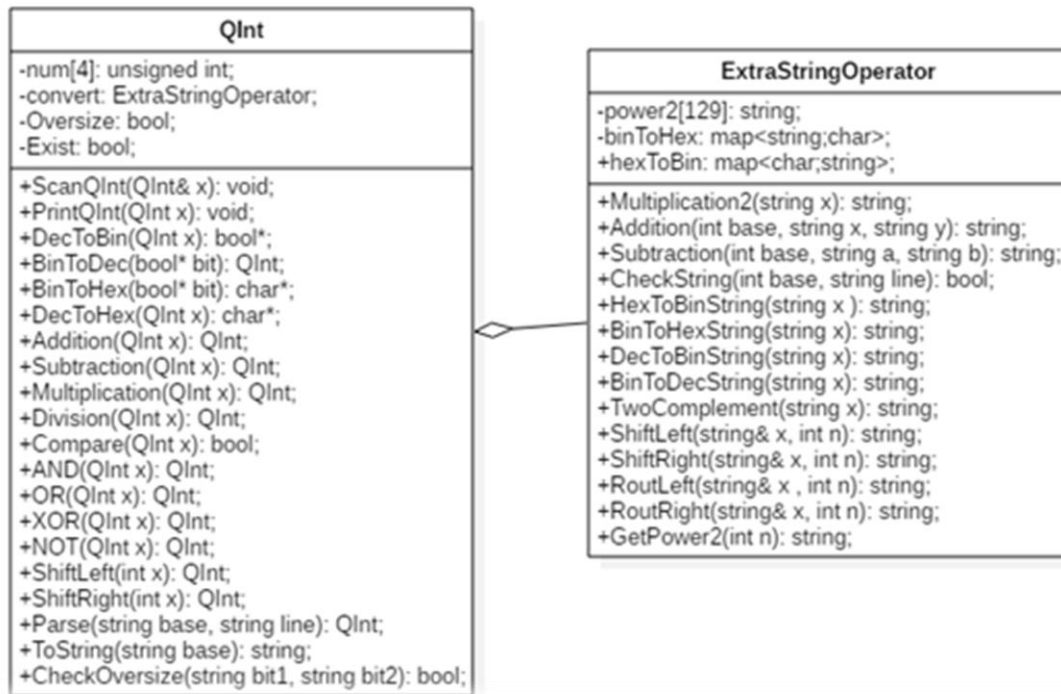 QInt
-num[4]: unsigned int;
-convert: ExtraStringOperator;
-Oversize: bool;
-Exist: bool;
+ScanQInt(QInt& x): void;
+PrintQInt(QInt x): void;
+DecToBin(QInt x): bool*;
+BinToDec(bool* bit): QInt;
+BinToHex(bool* bit): char*;
+DecToHex(QInt x): char*;
+Addition(QInt x): QInt;
+Subtraction(QInt x): QInt;
+Multiplication(QInt x): QInt;
+Division(QInt x): QInt;
+Compare(QInt x): bool;
+AND(QInt x): QInt;
+OR(QInt x): QInt;
+XOR(QInt x): QInt;
+NOT(QInt x): QInt;
+ShiftLeft(int x): QInt;
+ShiftRight(int x): QInt;
+Parse(string base, string line): QInt;
+ToString(string base): string;
+CheckOversize(string bit1, string bit2): bool;
ExtraStringOperator
-power2[129]: string;
-binToHex: map<string;char>;
+hexToBin: map<char;string>;
+Multiplication2(string x): string;
+Addition(int base, string x, string y): string;
+Subtraction(int base, string a, string b): string;
+CheckString(int base, string line): bool;
+HexToBinString(string x ): string;
+BinToHexString(string x): string;
+DecToBinString(string x): string;
+BinToDecString(string x): string;
+TwoComplement(string x): string;
+ShiftLeft(string& x, int n): string;
+ShiftRight(string& x, int n): string;
+RoutLeft(string& x , int n): string;
+RoutRight(string& x, int n): string;
+GetPower2(int n): string;